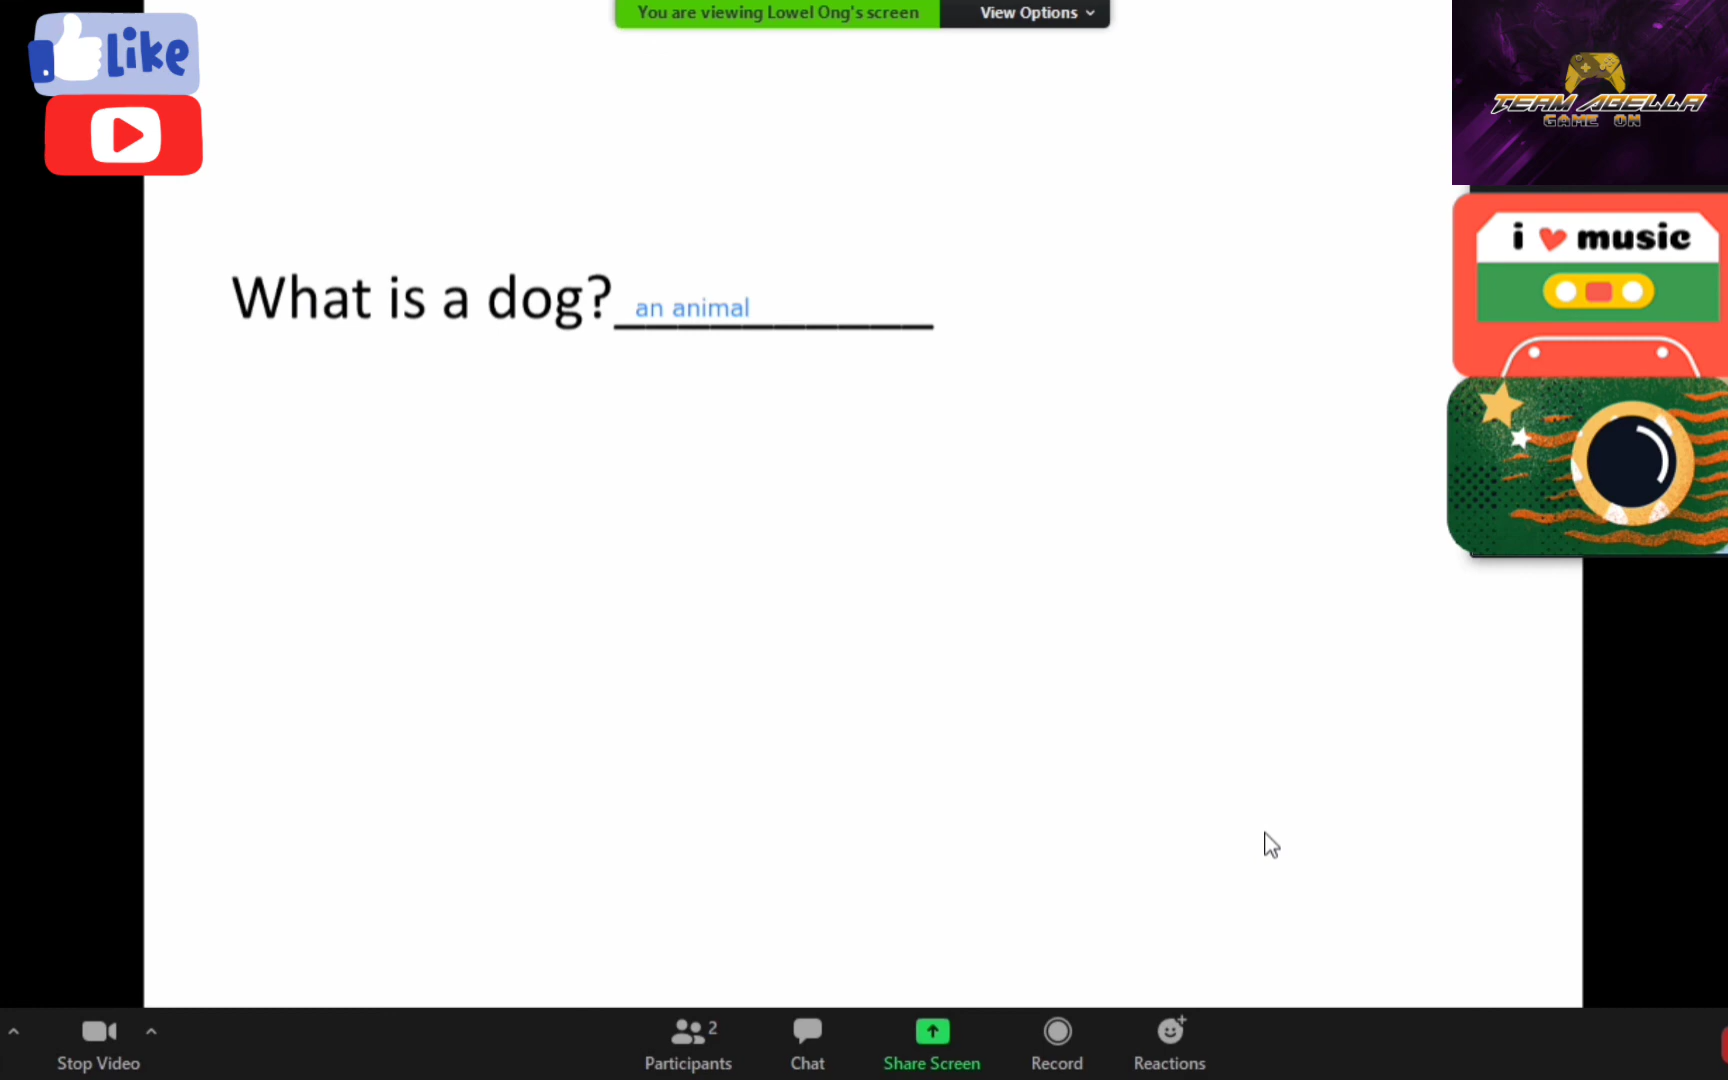 You are viewing Lowel Ong's screen View Options
Like
TEAM ABELLA
GAME ON
i music
What is a dog? an animal
Stop Video
2
Participants
Chat
Share Screen
Record
Reactions